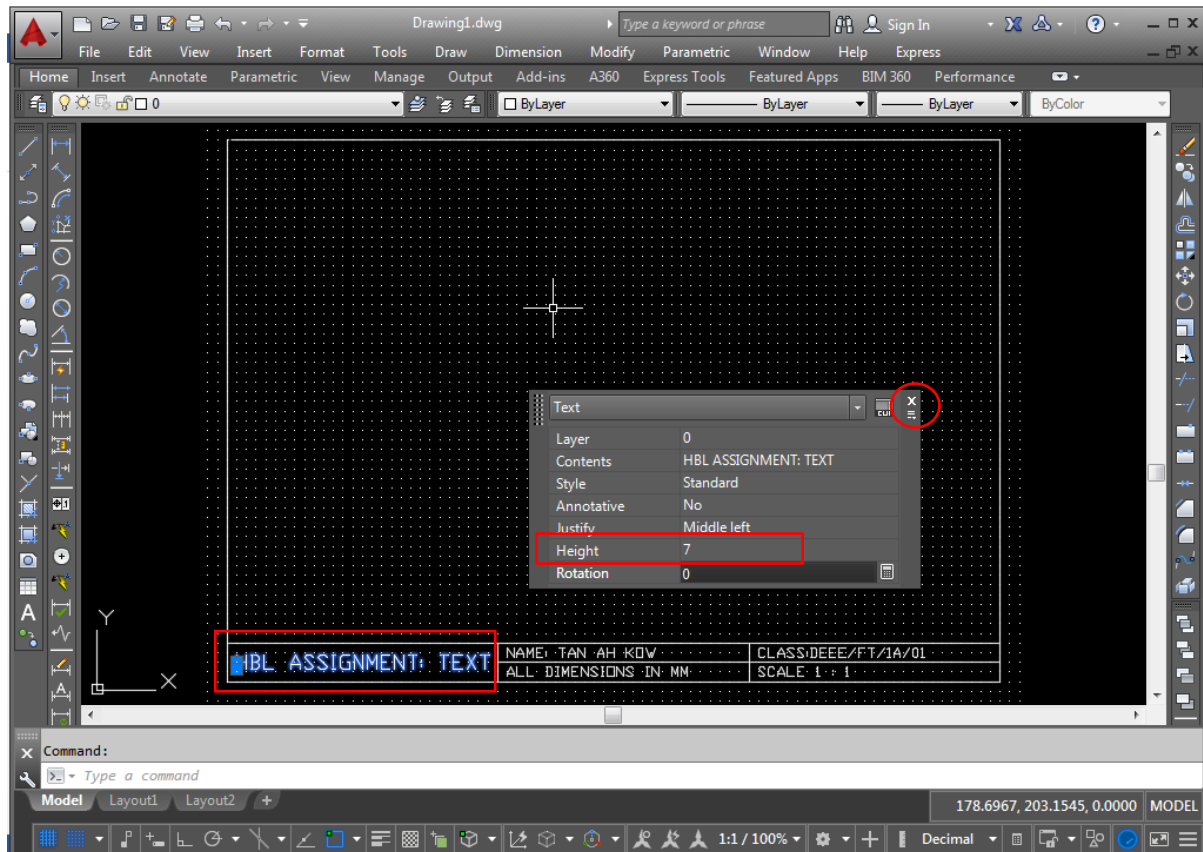 Drawing1.dwg
Type a keyword or phrase
Sign In
File Edit View Insert Format Tools Draw Dimension Modify Parametric Window Help Express
Home Insert Annotate Parametric View Manage Output Add-ins A360 Express Tools Featured Apps BIM 360 Performance
0 ByLayer ByLayer ByLayer ByColor
Text
Layer 0
Contents HBL ASSIGNMENT: TEXT
Style Standard
Annotative No
Justify Middle left
Height 7
Rotation 0
Y
X
HBL ASSIGNMENT: TEXT
NAME: TAN AH KOW
CLASS:DEEE/FT/1A/01
ALL DIMENSIONS IN MM
SCALE 1 : 1
Command:
Type a command
Model Layout1 Layout2 +
178.6967, 203.1545, 0.0000 MODEL
1:1 / 100% Decimal